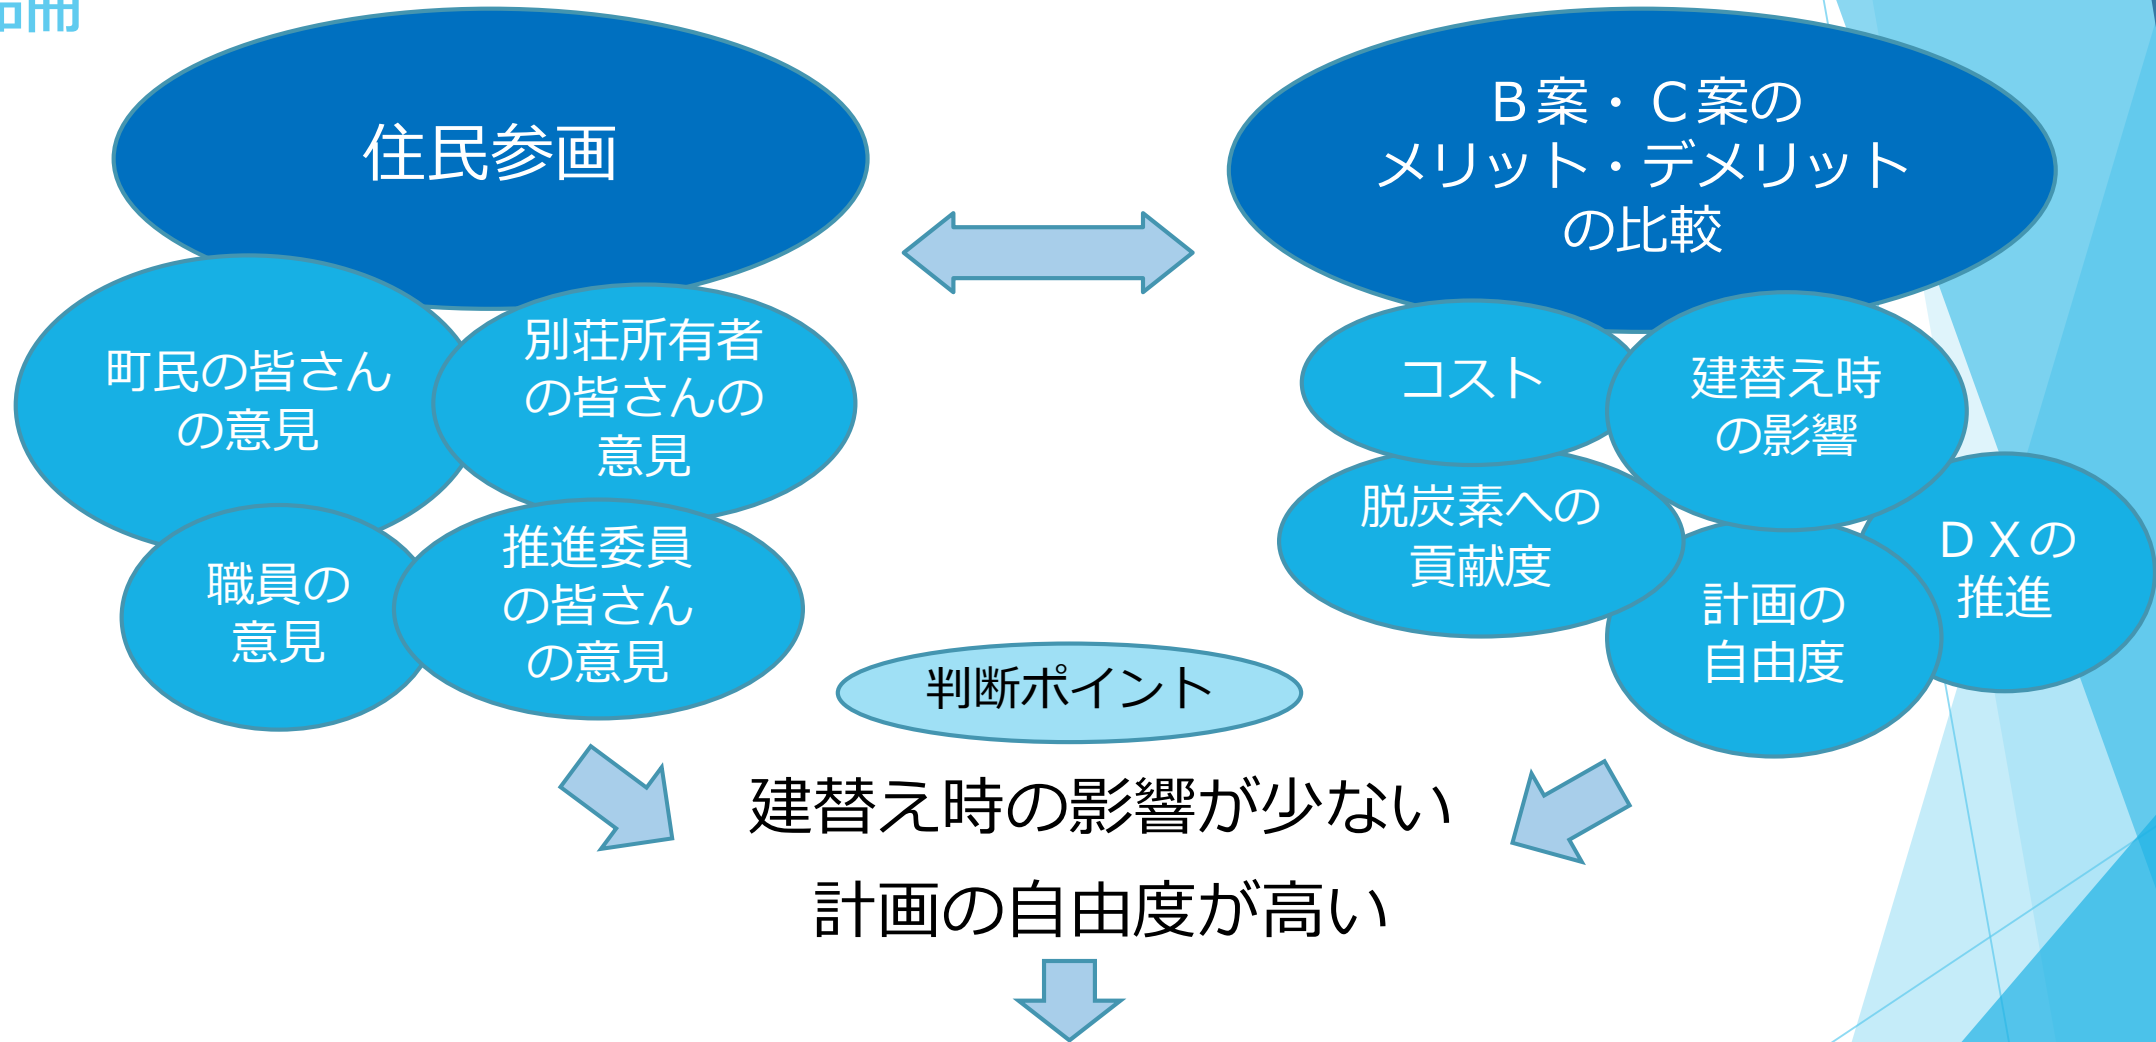 住民参画
町民の皆さん
の意見
別荘所有者
の皆さんの
意見
職員の
意見
推進委員
の皆さん
の意見
Ｂ案・Ｃ案の
メリット・デメリット
の比較
コスト
建替え時
の影響
脱炭素への
貢献度
計画の
自由度
ＤＸの
推進
判断ポイント
建替え時の影響が少ない
計画の自由度が高い